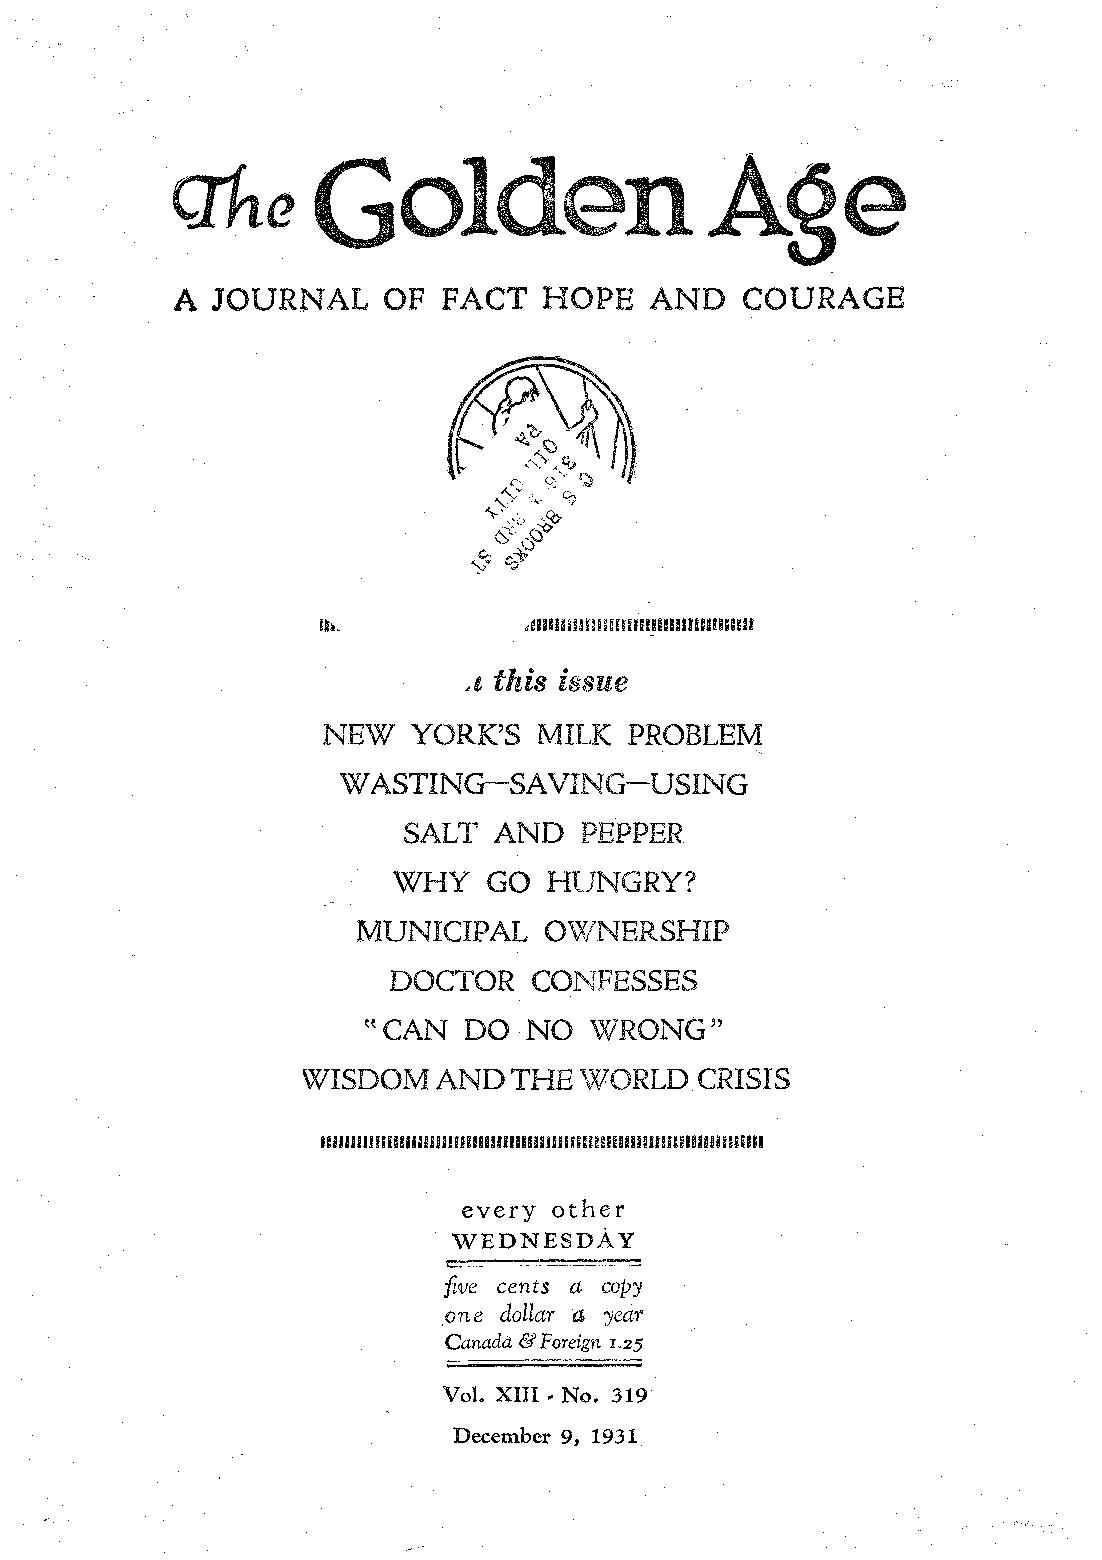 The Golden Age
A JOURNAL OF FACT HOPE AND COURAGE
C S BROOKS
316 3RD ST
OIL CITY
PA
this issue
NEW YORK'S MILK PROBLEM
WASTING—SAVING—USING
SALT AND PEPPER
WHY GO HUNGRY?
MUNICIPAL OWNERSHIP
DOCTOR CONFESSES
"CAN DO NO WRONG"
WISDOM AND THE WORLD CRISIS
every other
WEDNESDAY
five cents a copy
one dollar a year
Canada & Foreign 1.25
Vol. XIII - No. 319
December 9, 1931